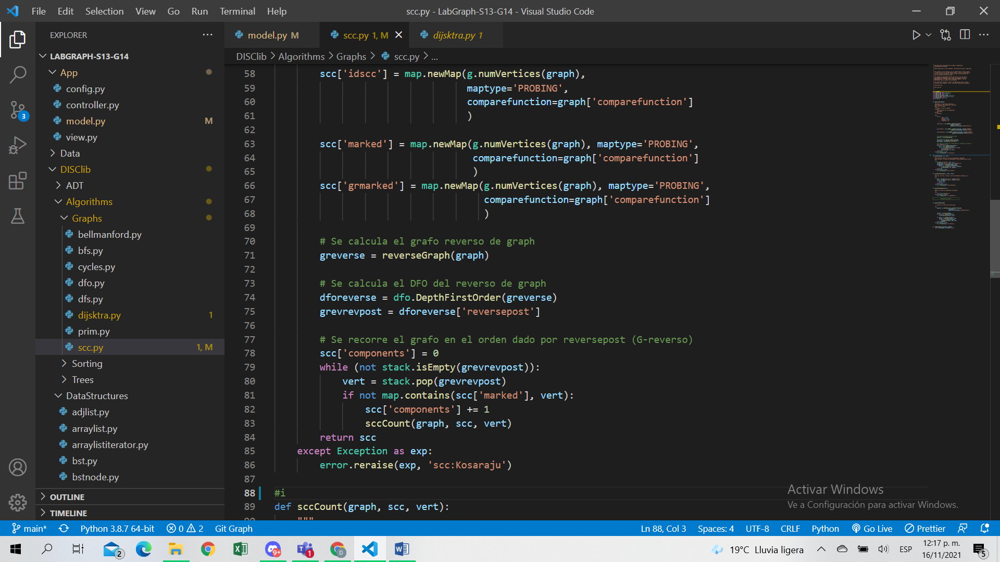 File Edit Selection View Go Run Terminal Help
scc.py - LabGraph-S13-G14 - Visual Studio Code
EXPLORER
model.py M
scc.py 1, M
dijsktra.py 1
DISClib > Algorithms > Graphs > scc.py > ...
LABGRAPH-S13-G14
App
config.py
controller.py
model.py M
view.py
Data
DISClib
ADT
Algorithms
Graphs
bellmanford.py
bfs.py
cycles.py
dfo.py
dfs.py
dijsktra.py 1
prim.py
scc.py 1, M
Sorting
Trees
DataStructures
adjlist.py
arraylist.py
arraylistiterator.py
bst.py
bstnode.py
OUTLINE
TIMELINE
3
58 scc['idscc'] = map.newMap(g.numVertices(graph),
59 maptype='PROBING',
60 comparefunction=graph['comparefunction']
61 )
62
63 scc['marked'] = map.newMap(g.numVertices(graph), maptype='PROBING',
64 comparefunction=graph['comparefunction']
65 )
66 scc['grmarked'] = map.newMap(g.numVertices(graph), maptype='PROBING',
67 comparefunction=graph['comparefunction']
68 )
69
70 # Se calcula el grafo reverso de graph
71 greverse = reverseGraph(graph)
72
73 # Se calcula el DFO del reverso de graph
74 dforeverse = dfo.DepthFirstOrder(greverse)
75 grevrevpost = dforeverse['reversepost']
76
77 # Se recorre el grafo en el orden dado por reversepost (G-reverso)
78 scc['components'] = 0
79 while (not stack.isEmpty(grevrevpost)):
80 vert = stack.pop(grevrevpost)
81 if not map.contains(scc['marked'], vert):
82 scc['components'] += 1
83 sccCount(graph, scc, vert)
84 return scc
85 except Exception as exp:
86 error.reraise(exp, 'scc:Kosaraju')
87
88 #i
89 def sccCount(graph, scc, vert):
90 """
Activar Windows
Ve a Configuración para activar Windows.
main* Python 3.8.7 64-bit 0 2 Git Graph
Ln 88, Col 3 Spaces: 4 UTF-8 CRLF Python Go Live Prettier
2
9+
1
19°C Lluvia ligera
ESP
12:17 p. m.
16/11/2021
5